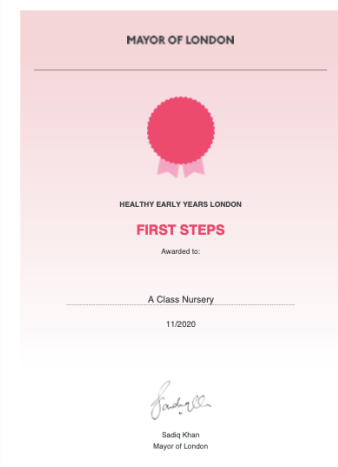 MAYOR OF LONDON
HEALTHY EARLY YEARS LONDON
FIRST STEPS
Awarded to:
A Class Nursery
11/2020
Sadiq Khan
Mayor of London